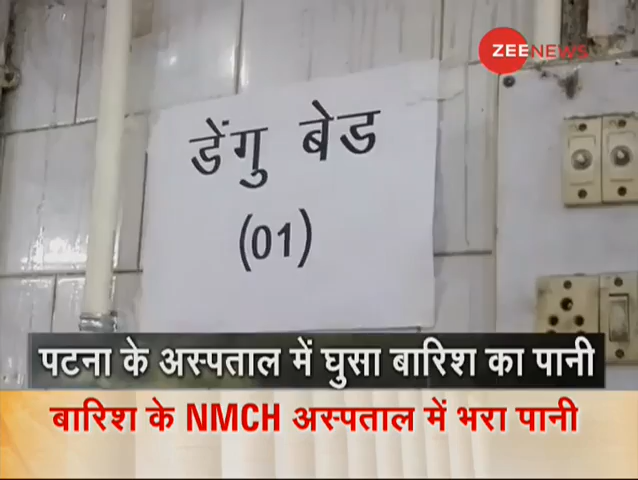 ZEENEWS
डेंगु बेड
(01)
पटना के अस्पताल में घुसा बारिश का पानी
बारिश के NMCH अस्पताल में भरा पानी